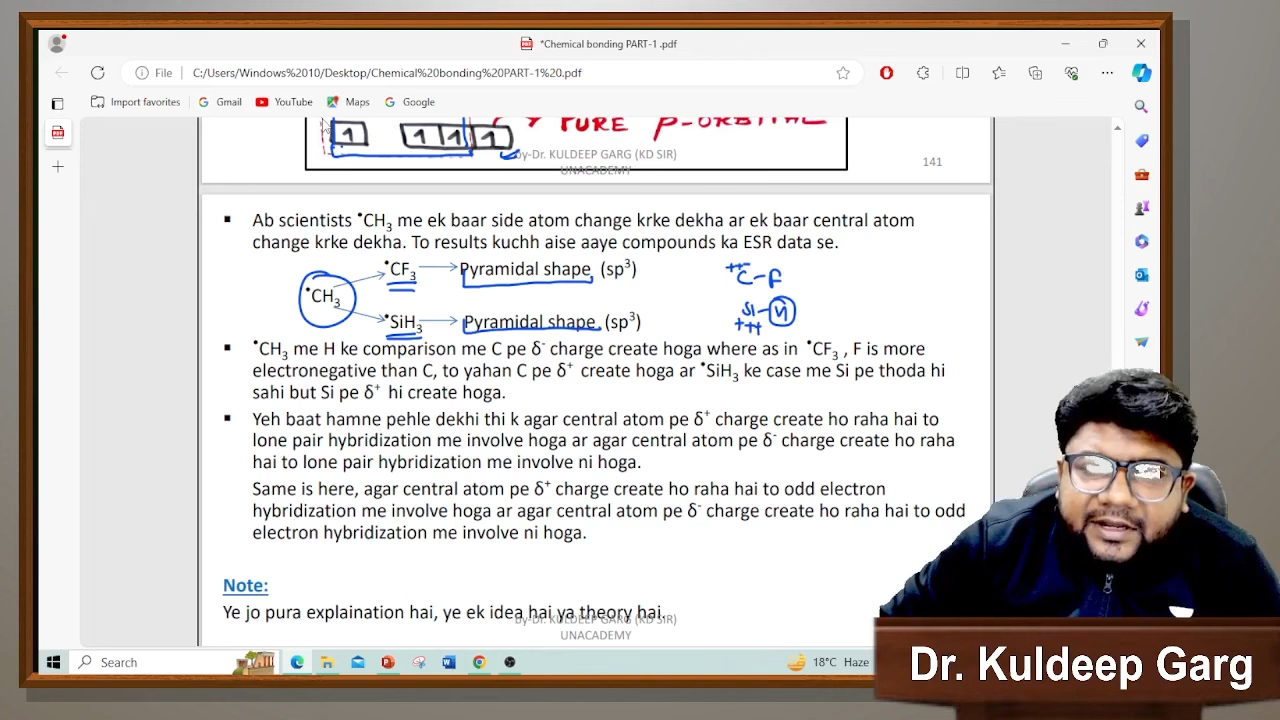 *Chemical bonding PART-1 .pdf
File C:/Users/Windows%2010/Desktop/Chemical%20bonding%20PART-1%20.pdf
Import favorites Gmail YouTube Maps Google
1 1 1 1 PURE P-ORBITAL
by-Dr. KULDEEP GARG (KD SIR)
UNACADEMY
141
▪ Ab scientists •CH₃ me ek baar side atom change krke dekha ar ek baar central atom
change krke dekha. To results kuchh aise aaye compounds ka ESR data se.
•CF₃ → Pyramidal shape (sp³)
++ C-F
•CH₃
•SiH₃ → Pyramidal shape (sp³)
▪ •CH₃ me H ke comparison me C pe δ⁻ charge create hoga where as in •CF₃ , F is more
electronegative than C, to yahan C pe δ⁺ create hoga ar •SiH₃ ke case me Si pe thoda hi
sahi but Si pe δ⁺ hi create hoga.
▪ Yeh baat hamne pehle dekhi thi k agar central atom pe δ⁺ charge create ho raha hai to
lone pair hybridization me involve hoga ar agar central atom pe δ⁻ charge create ho raha
hai to lone pair hybridization me involve ni hoga.
Same is here, agar central atom pe δ⁺ charge create ho raha hai to odd electron
hybridization me involve hoga ar agar central atom pe δ⁻ charge create ho raha hai to odd
electron hybridization me involve ni hoga.
Note:
Ye jo pura explaination hai, ye ek idea hai ya theory hai.
by-Dr. KULDEEP GARG (KD SIR)
UNACADEMY
Search
18°C Haze
Dr. Kuldeep Garg